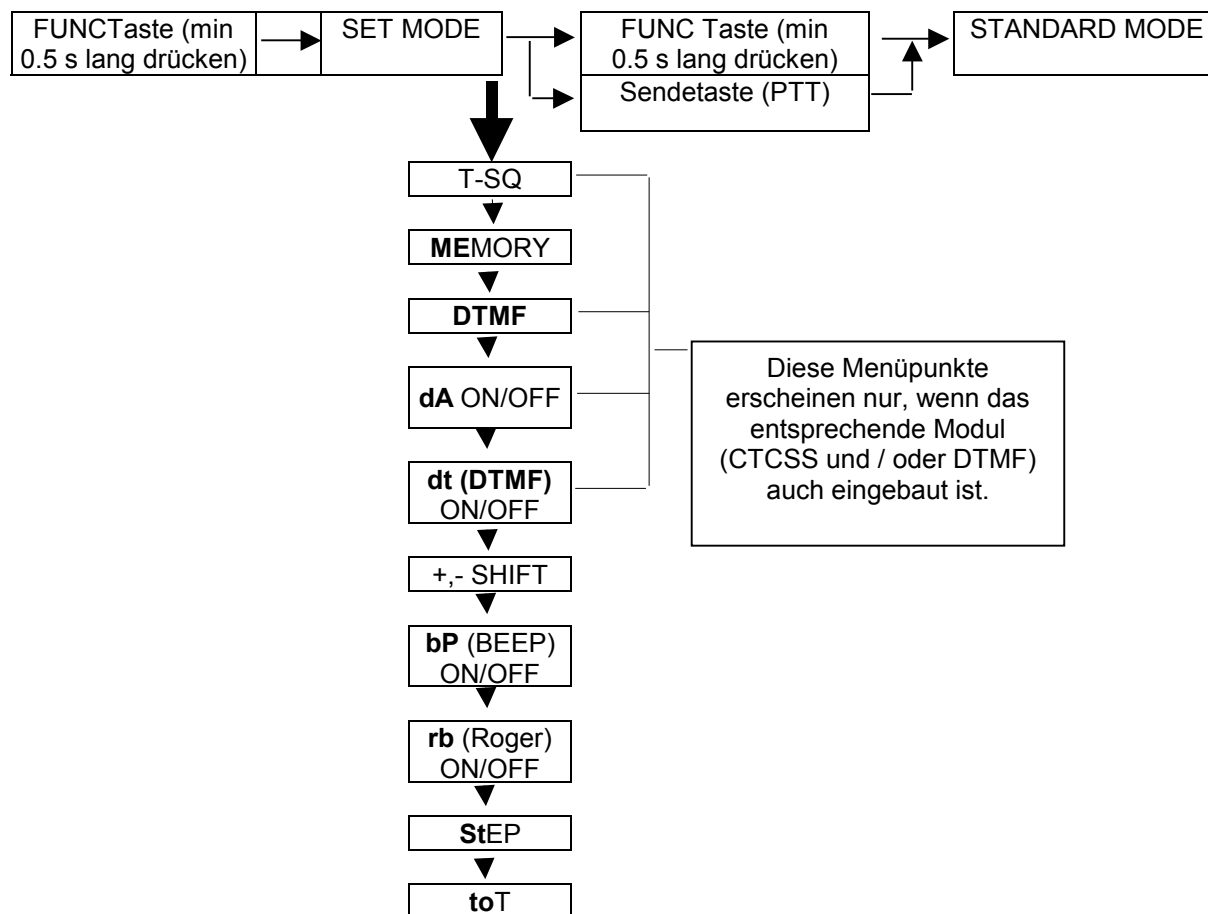 FUNCTaste (min
0.5 s lang drücken)
SET MODE
FUNC Taste (min
0.5 s lang drücken)
Sendetaste (PTT)
STANDARD MODE
T-SQ
MEMORY
DTMF
dA ON/OFF
dt (DTMF)
ON/OFF
+,- SHIFT
bP (BEEP)
ON/OFF
rb (Roger)
ON/OFF
StEP
toT
Diese Menüpunkte
erscheinen nur, wenn das
entsprechende Modul
(CTCSS und / oder DTMF)
auch eingebaut ist.